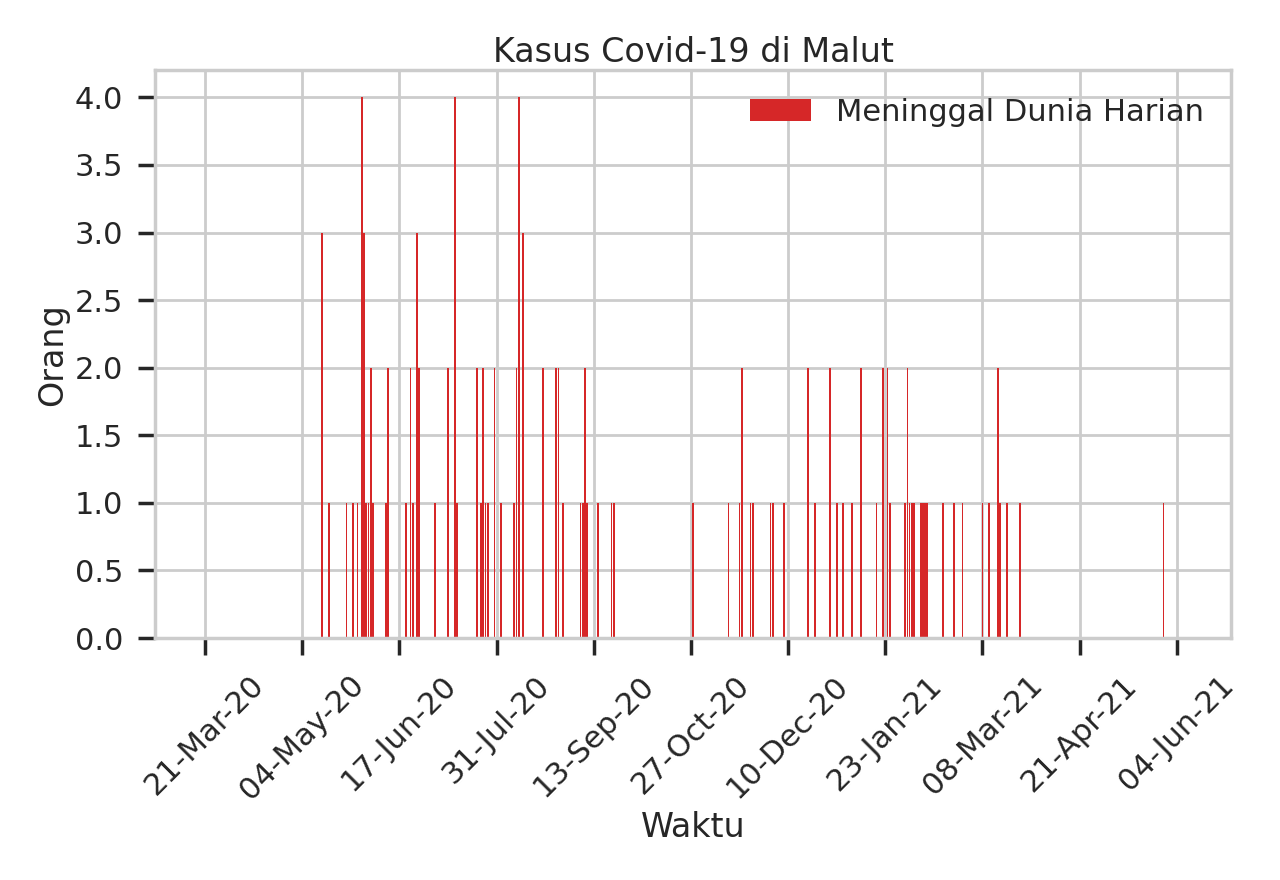 Kasus Covid-19 di Malut
Meninggal Dunia Harian
Orang
4.0
3.5
3.0
2.5
2.0
1.5
1.0
0.5
0.0
21-Mar-20
04-May-20
17-Jun-20
31-Jul-20
13-Sep-20
27-Oct-20
10-Dec-20
23-Jan-21
08-Mar-21
21-Apr-21
04-Jun-21
Waktu